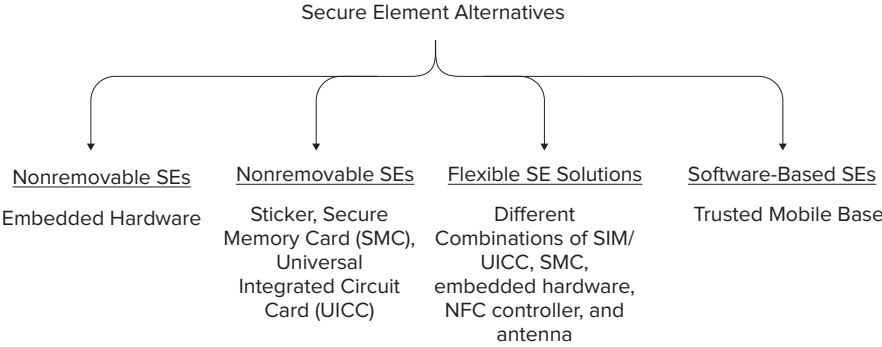 Secure Element Alternatives
Nonremovable SEs
Embedded Hardware
Nonremovable SEs
Sticker, Secure
Memory Card (SMC),
Universal
Integrated Circuit
Card (UICC)
Flexible SE Solutions
Different
Combinations of SIM/
UICC, SMC,
embedded hardware,
NFC controller, and
antenna
Software-Based SEs
Trusted Mobile Base